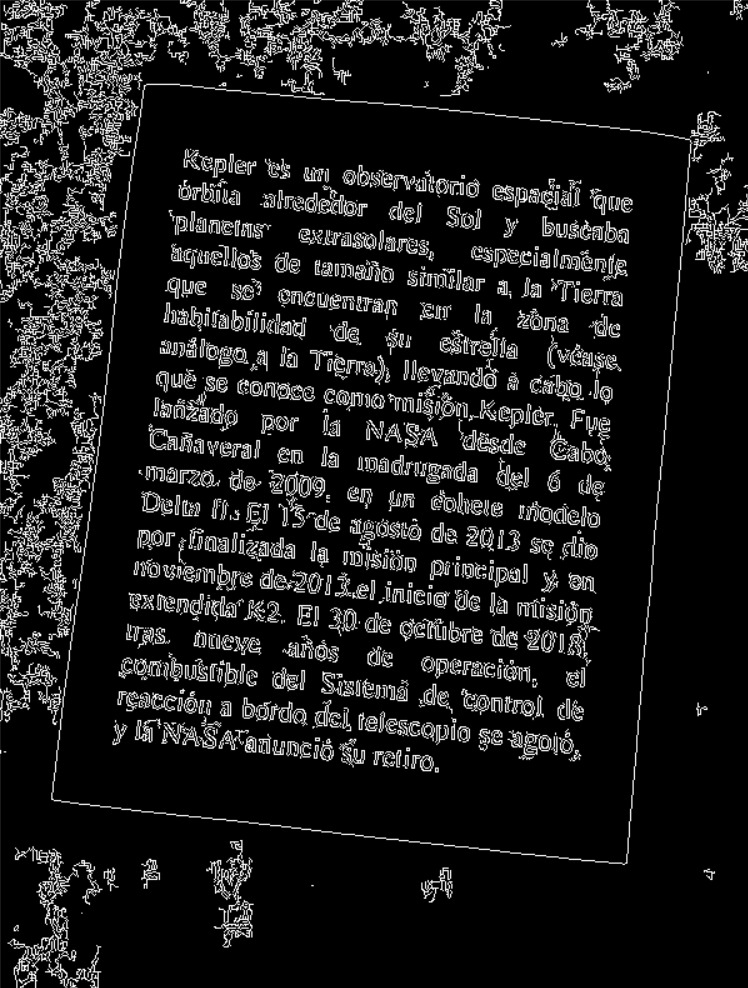 Kepler es un observatorio espacial que
orbita alrededor del Sol y buscaba
planetas extrasolares, especialmente
aquellos de tamaño similar a la Tierra
que se encuentran en la zona de
habitabilidad de su estrella (véase
análogo a la Tierra), llevando a cabo lo
que se conoce como misión Kepler. Fue
lanzado por la NASA desde Cabo
Cañaveral en la madrugada del 6 de
marzo de 2009, en un cohete modelo
Delta II. El 15 de agosto de 2013 se dio
por finalizada la misión principal y en
noviembre de 2013 el inicio de la misión
extendida K2. El 30 de octubre de 2018,
tras nueve años de operación, el
combustible del Sistema de control de
reacción a bordo del telescopio se agotó,
y la NASA anunció su retiro.